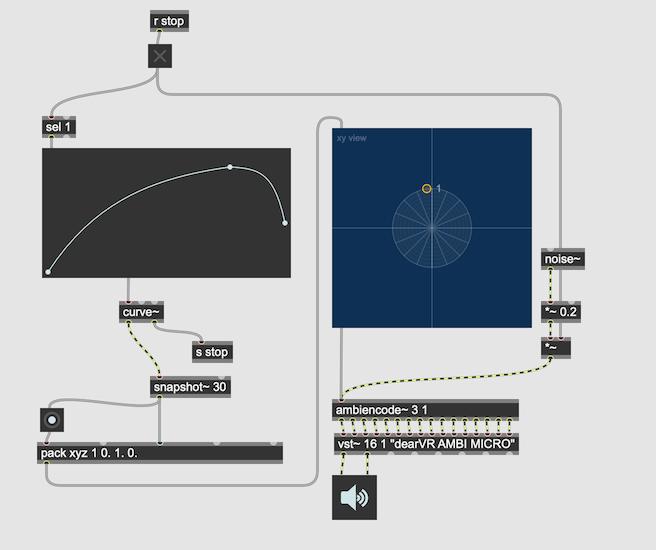 r stop
sel 1
xy view
1
noise~
*~ 0.2
*~
curve~
s stop
snapshot~ 30
ambiencode~ 3 1
vst~ 16 1 "dearVR AMBI MICRO"
pack xyz 1 0. 1. 0.